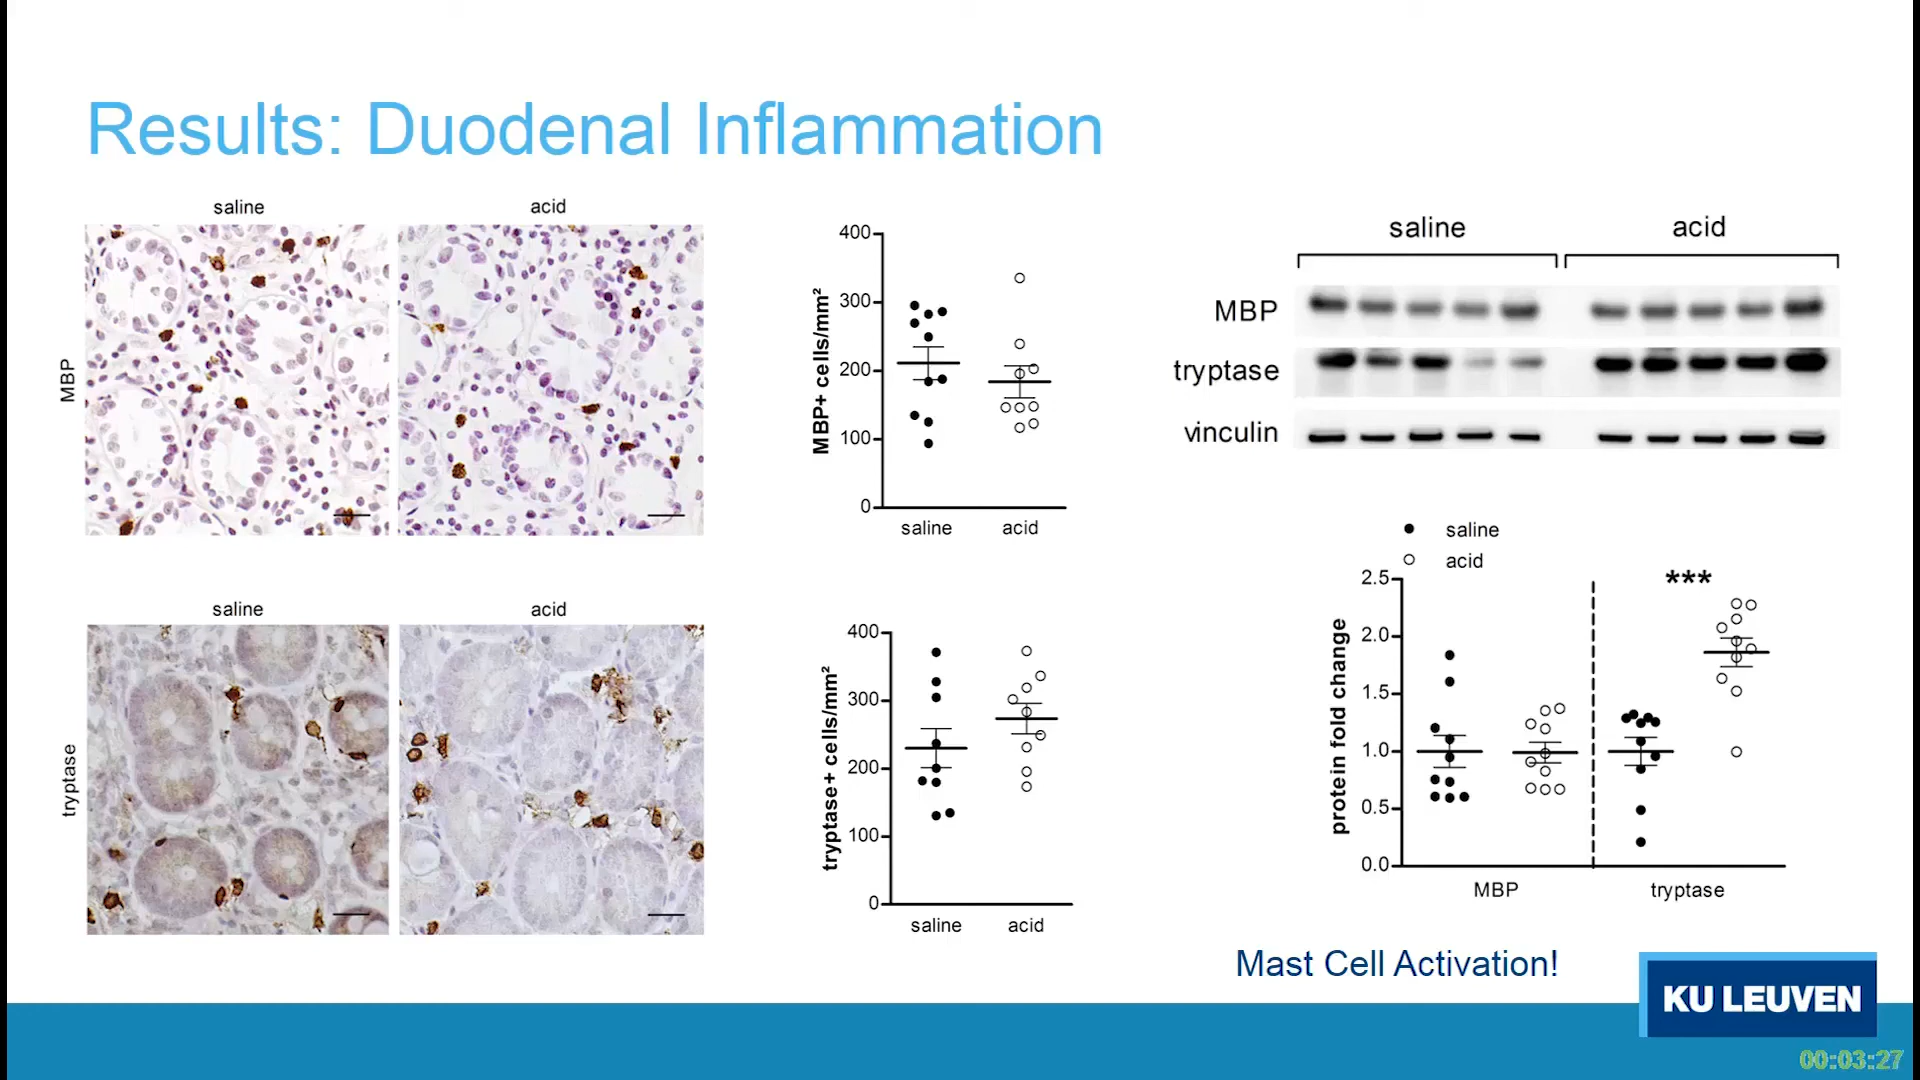 Results: Duodenal Inflammation
saline
acid
MBP
saline
acid
tryptase
400
300
200
100
0
MBP+ cells/mm²
saline
acid
400
300
200
100
0
tryptase+ cells/mm²
saline
acid
saline
acid
MBP
tryptase
vinculin
saline
acid
2.5
2.0
1.5
1.0
0.5
0.0
protein fold change
***
MBP
tryptase
Mast Cell Activation!
KU LEUVEN
00:03:27